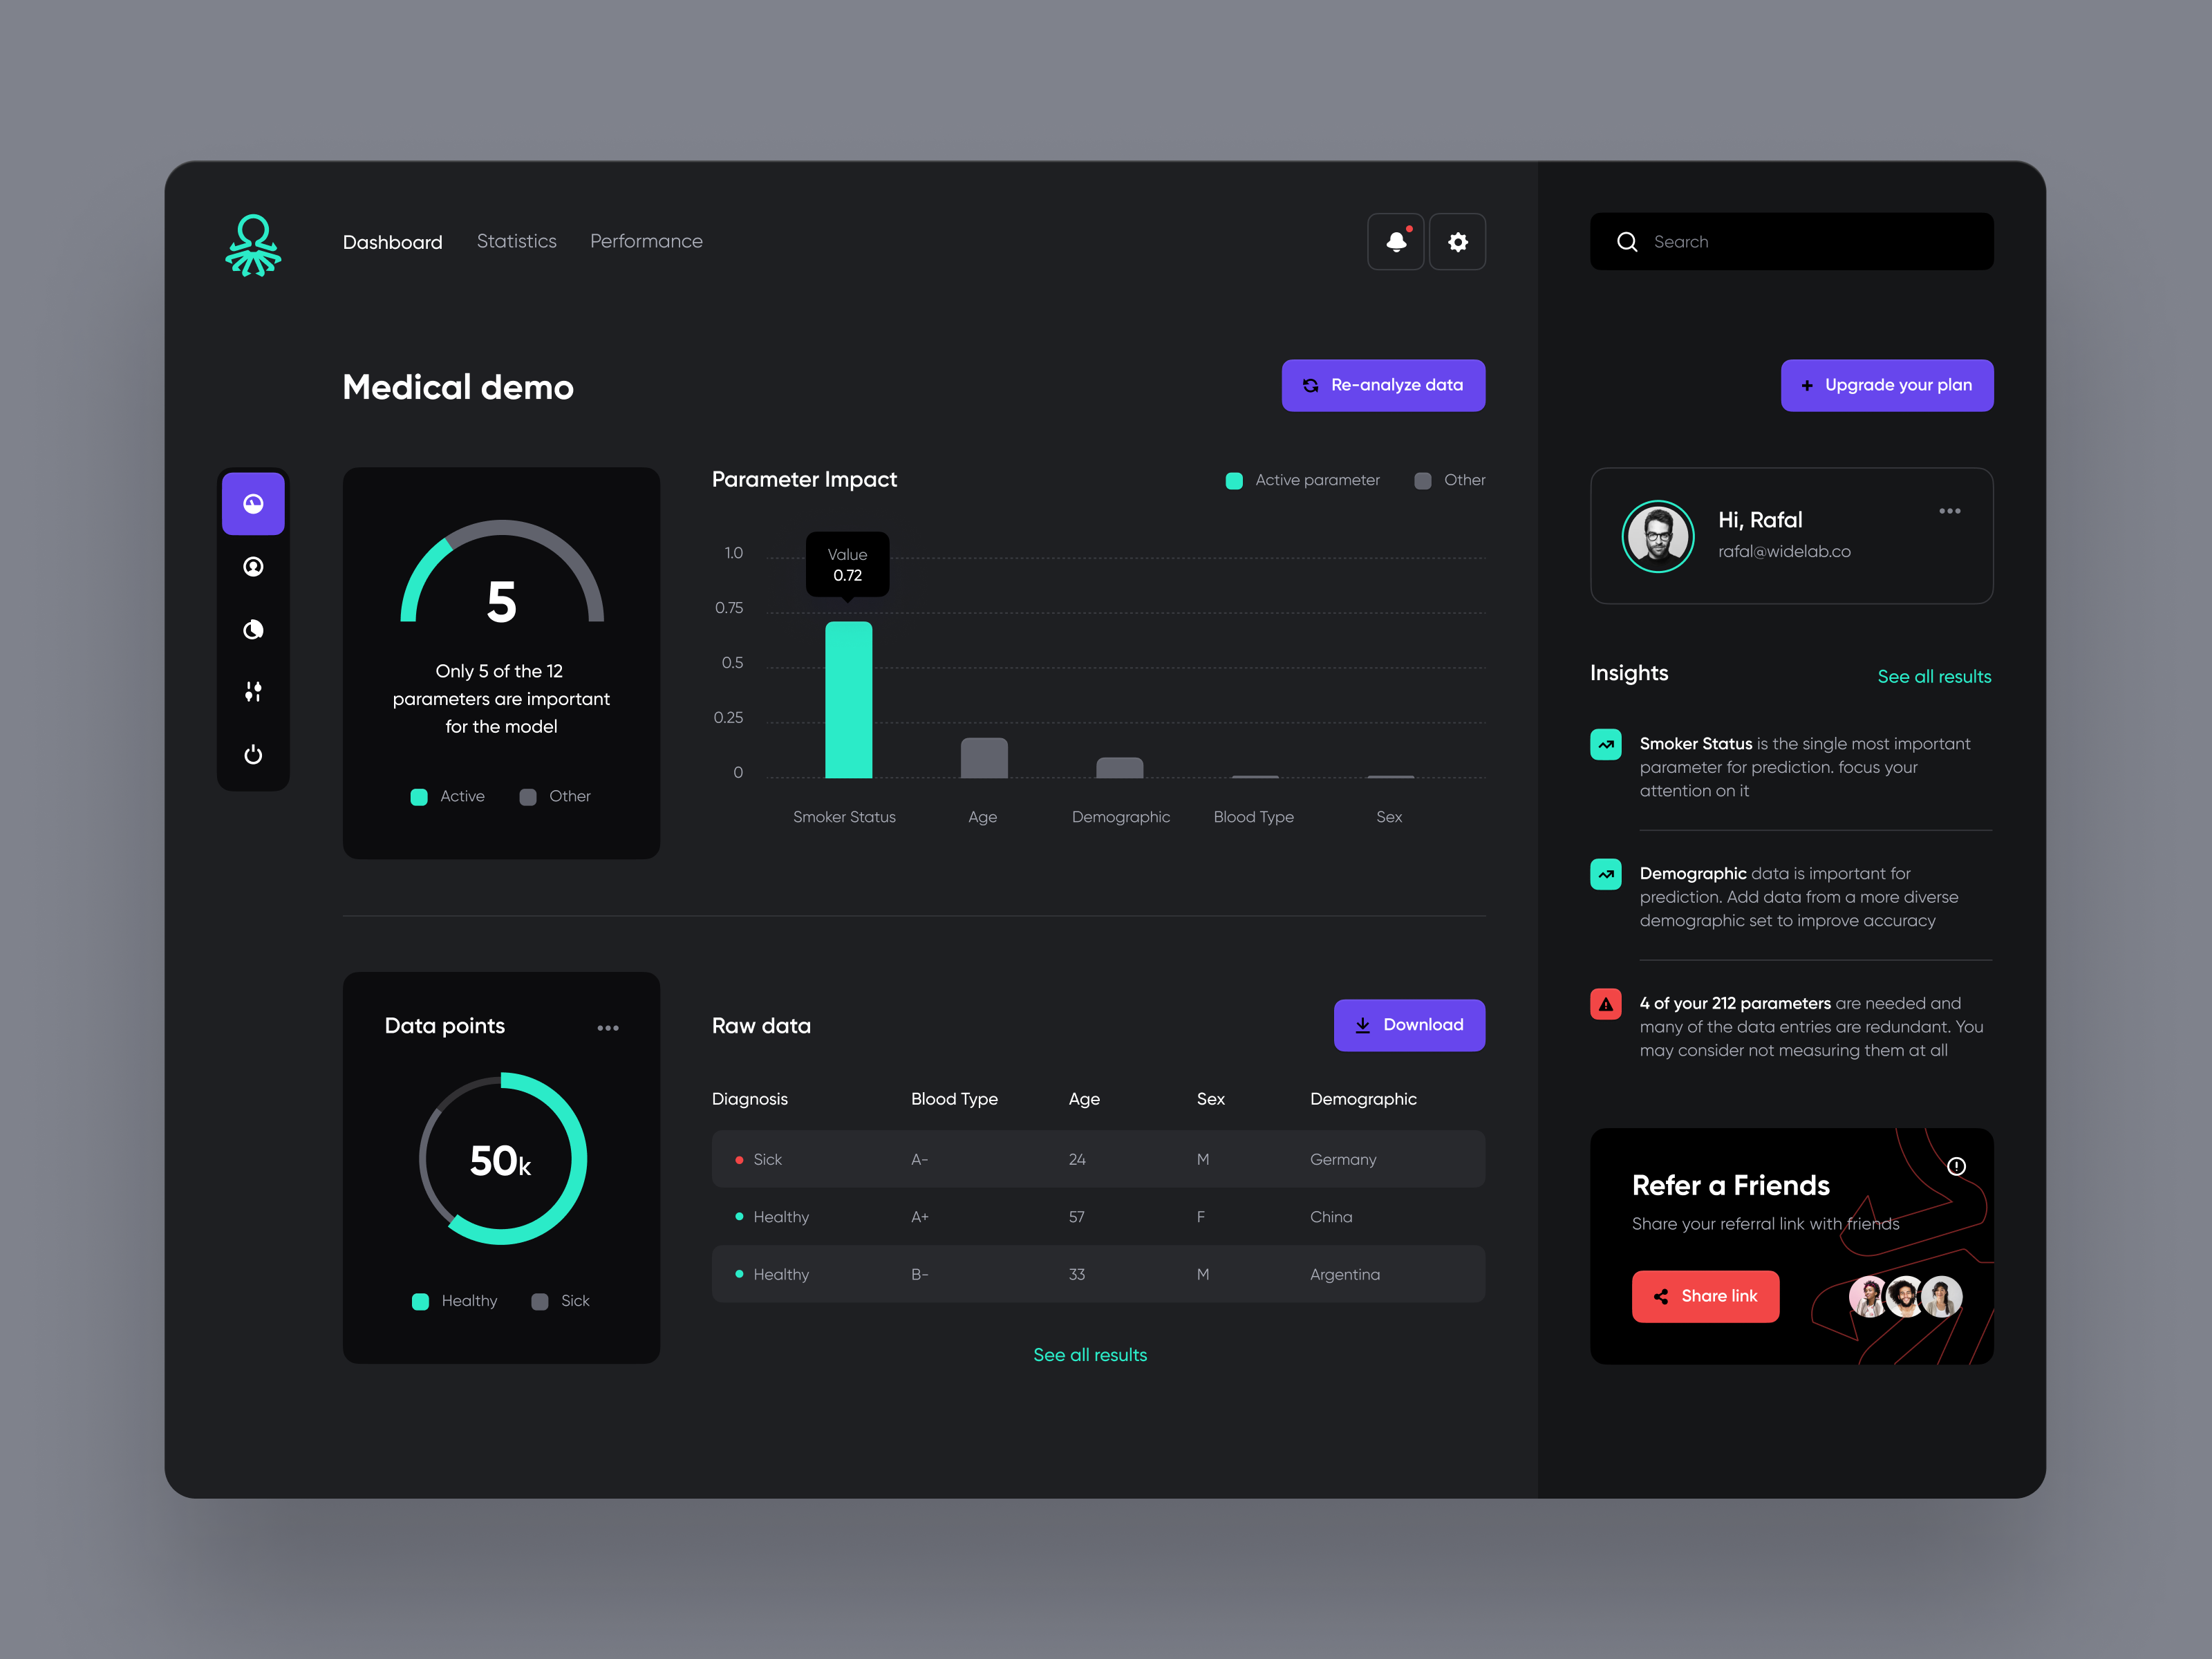 Dashboard
Statistics
Performance
Search
Medical demo
Re-analyze data
Upgrade your plan
5
Only 5 of the 12
parameters are important
for the model
Active
Other
Parameter Impact
Active parameter
Other
Value
0.72
1.0
0.75
0.5
0.25
0
Smoker Status
Age
Demographic
Blood Type
Sex
Hi, Rafal
rafal@widelab.co
Insights
See all results
Smoker Status is the single most important
parameter for prediction. focus your
attention on it
Demographic data is important for
prediction. Add data from a more diverse
demographic set to improve accuracy
4 of your 212 parameters are needed and
many of the data entries are redundant. You
may consider not measuring them at all
Data points
50k
Healthy
Sick
Raw data
Download
Diagnosis Blood Type Age Sex Demographic
Sick A- 24 M Germany
Healthy A+ 57 F China
Healthy B- 33 M Argentina
See all results
Refer a Friends
Share your referral link with friends
Share link